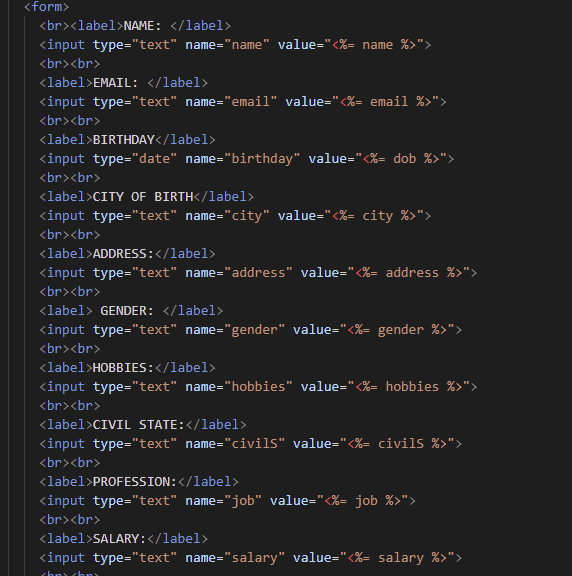 <form>
<br><label>NAME: </label>
<input type="text" name="name" value="<%= name %>">
<br><br>
<label>EMAIL: </label>
<input type="text" name="email" value="<%= email %>">
<br><br>
<label>BIRTHDAY</label>
<input type="date" name="birthday" value="<%= dob %>">
<br><br>
<label>CITY OF BIRTH</label>
<input type="text" name="city" value="<%= city %>">
<br><br>
<label>ADDRESS:</label>
<input type="text" name="address" value="<%= address %>">
<br><br>
<label> GENDER: </label>
<input type="text" name="gender" value="<%= gender %>">
<br><br>
<label>HOBBIES:</label>
<input type="text" name="hobbies" value="<%= hobbies %>">
<br><br>
<label>CIVIL STATE:</label>
<input type="text" name="civilS" value="<%= civilS %>">
<br><br>
<label>PROFESSION:</label>
<input type="text" name="job" value="<%= job %>">
<br><br>
<label>SALARY:</label>
<input type="text" name="salary" value="<%= salary %>">
<br><br>